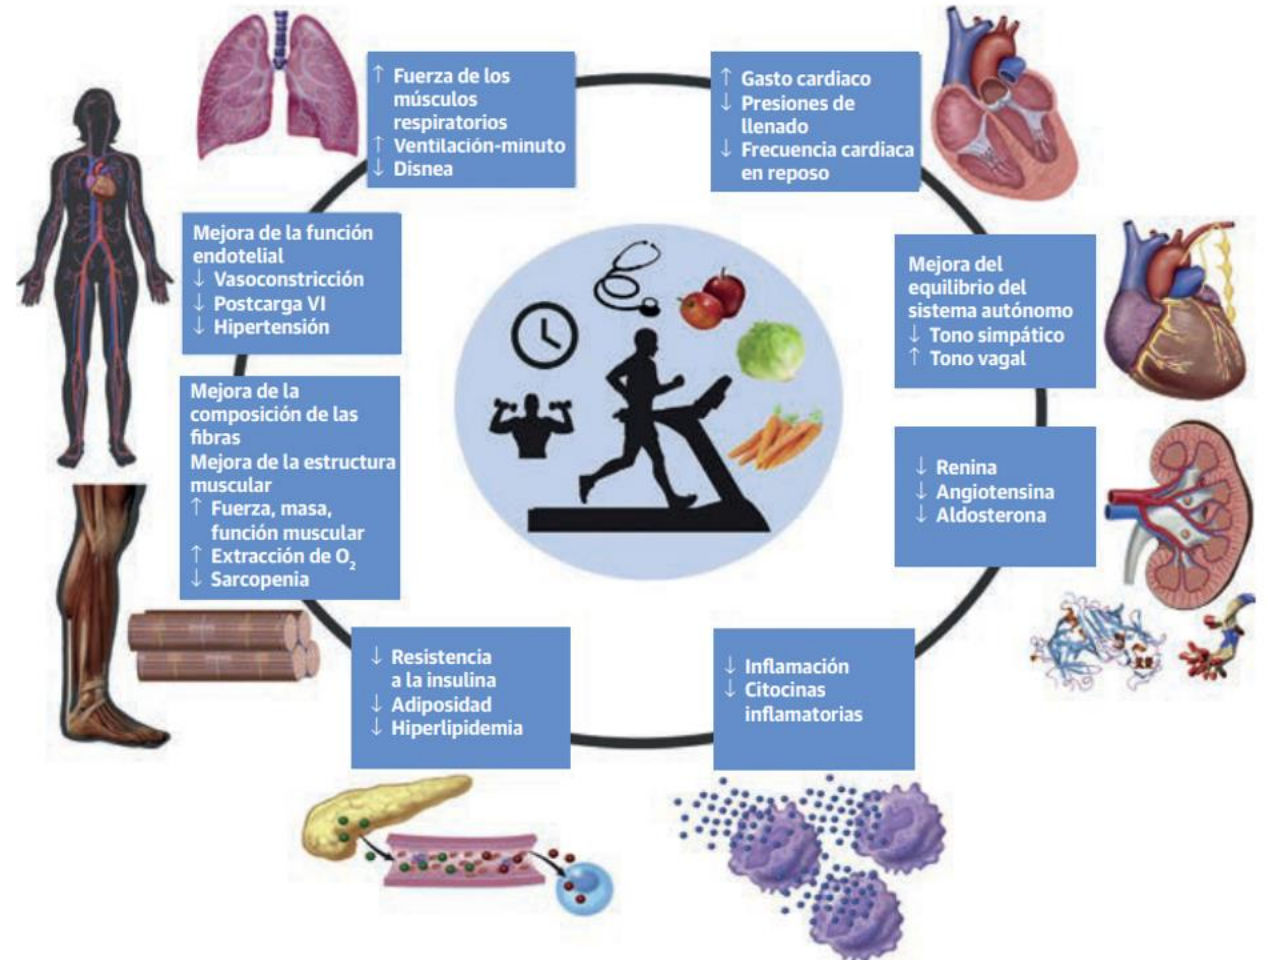 ↑ Fuerza de los
músculos
respiratorios
↑ Ventilación-minuto
↓ Disnea
↑ Gasto cardiaco
↓ Presiones de
llenado
↓ Frecuencia cardiaca
en reposo
Mejora de la función
endotelial
↓ Vasoconstricción
↓ Postcarga VI
↓ Hipertensión
Mejora del
equilibrio del
sistema autónomo
↓ Tono simpático
↑ Tono vagal
Mejora de la
composición de las
fibras
Mejora de la estructura
muscular
↑ Fuerza, masa,
función muscular
↑ Extracción de O₂
↓ Sarcopenia
↓ Renina
↓ Angiotensina
↓ Aldosterona
↓ Resistencia
a la insulina
↓ Adiposidad
↓ Hiperlipidemia
↓ Inflamación
↓ Citocinas
inflamatorias